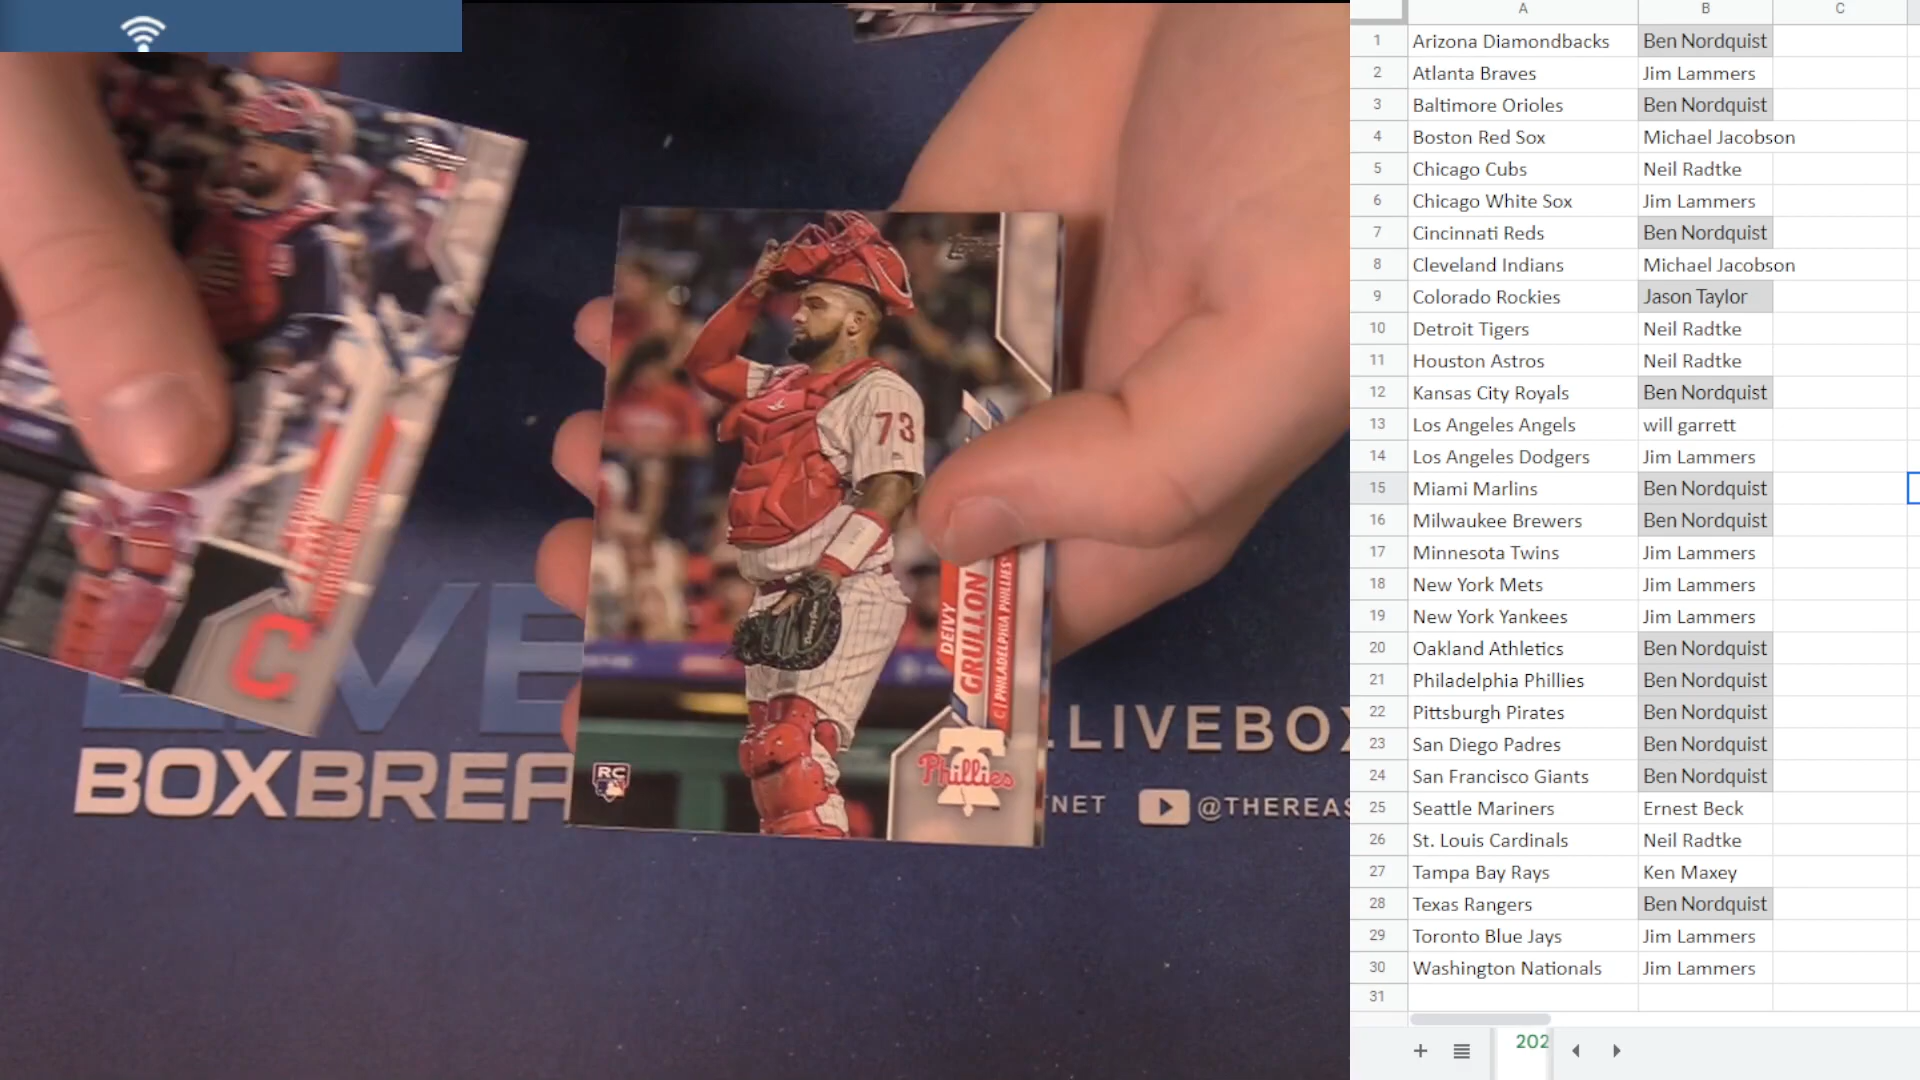 A B C
1 Arizona Diamondbacks Ben Nordquist
2 Atlanta Braves Jim Lammers
3 Baltimore Orioles Ben Nordquist
4 Boston Red Sox Michael Jacobson
5 Chicago Cubs Neil Radtke
6 Chicago White Sox Jim Lammers
7 Cincinnati Reds Ben Nordquist
8 Cleveland Indians Michael Jacobson
9 Colorado Rockies Jason Taylor
10 Detroit Tigers Neil Radtke
11 Houston Astros Neil Radtke
12 Kansas City Royals Ben Nordquist
13 Los Angeles Angels will garrett
14 Los Angeles Dodgers Jim Lammers
15 Miami Marlins Ben Nordquist
16 Milwaukee Brewers Ben Nordquist
17 Minnesota Twins Jim Lammers
18 New York Mets Jim Lammers
19 New York Yankees Jim Lammers
20 Oakland Athletics Ben Nordquist
21 Philadelphia Phillies Ben Nordquist
22 Pittsburgh Pirates Ben Nordquist
23 San Diego Padres Ben Nordquist
24 San Francisco Giants Ben Nordquist
25 Seattle Mariners Ernest Beck
26 St. Louis Cardinals Neil Radtke
27 Tampa Bay Rays Ken Maxey
28 Texas Rangers Ben Nordquist
29 Toronto Blue Jays Jim Lammers
30 Washington Nationals Jim Lammers
31
202
Topps
73
DEIVY
GRULLON
C | PHILADELPHIA PHILLIES
Phillies
RC
C
LIVE
BOXBREA
LLIVEBOX
NET
@THEREAS